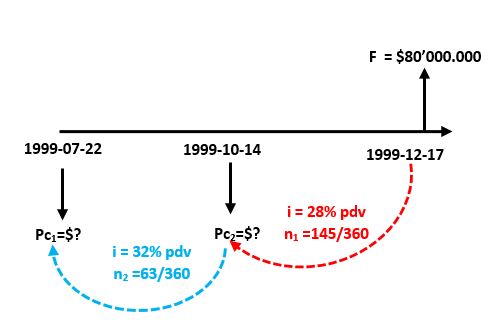 F = $80’000.000
1999-07-22
1999-10-14
1999-12-17
Pc₁=$?
Pc₂=$?
i = 28% pdv
n₁ =145/360
i = 32% pdv
n₂ =63/360